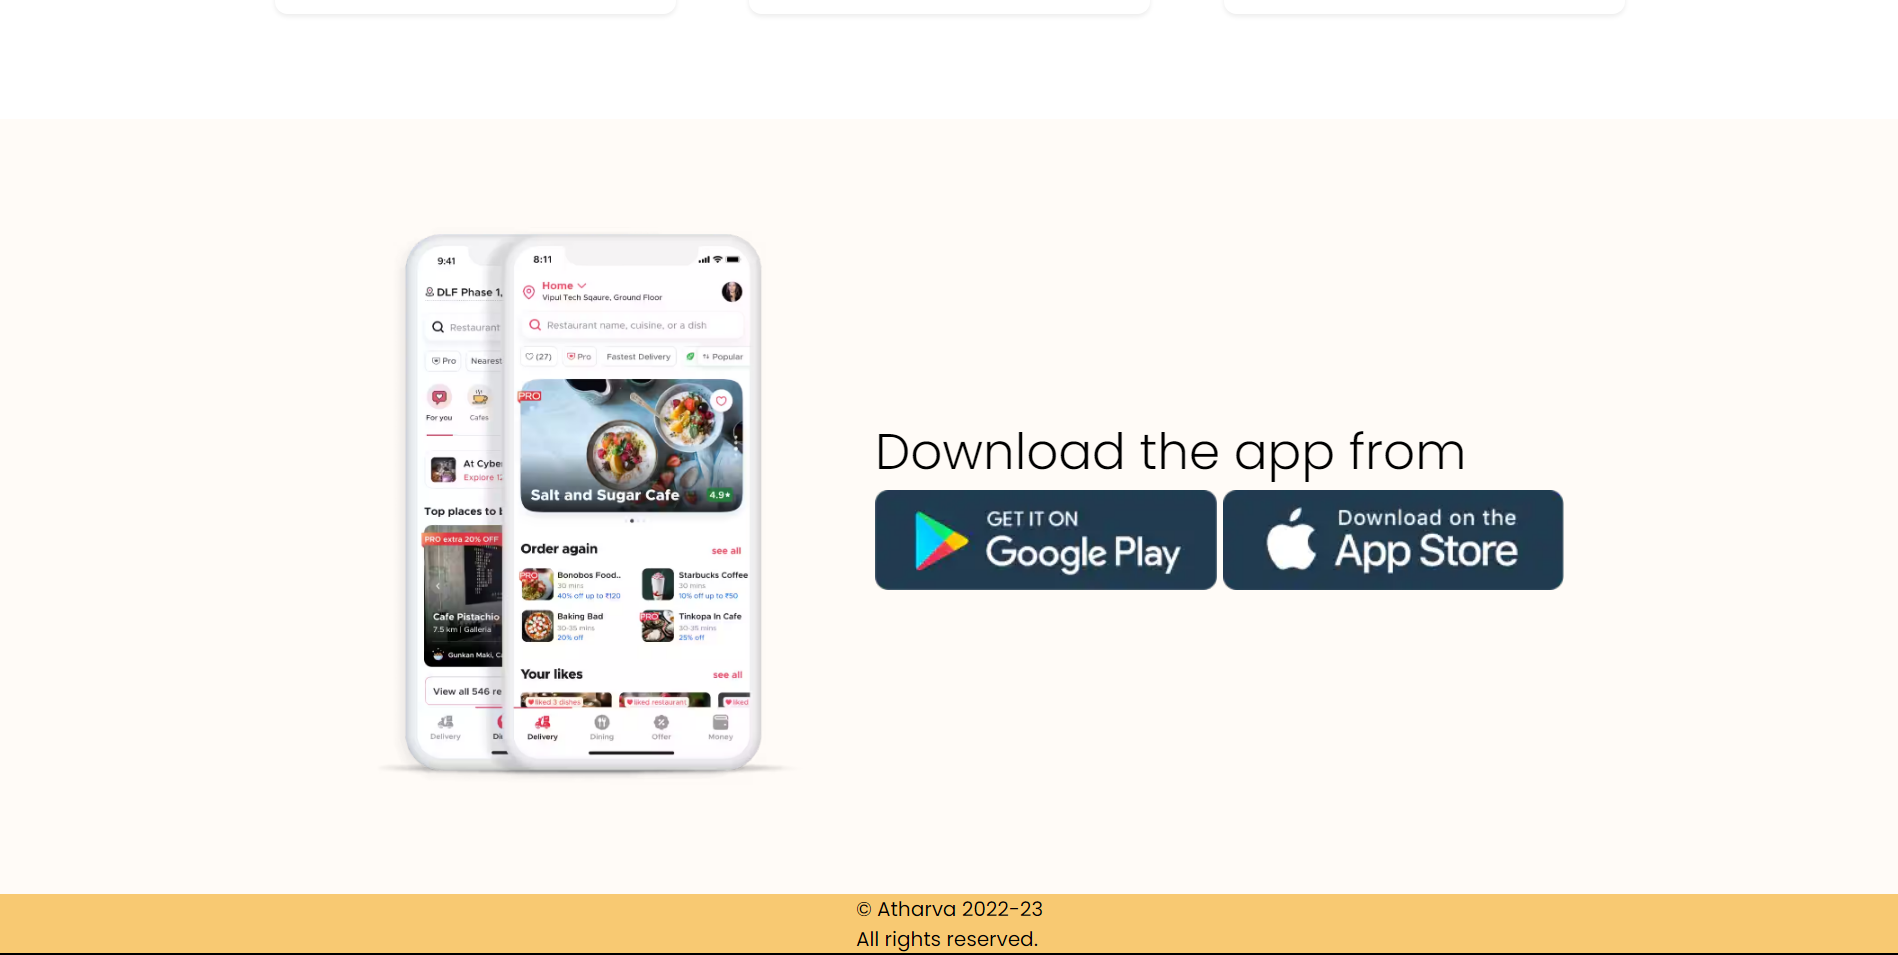 9:41
DLF Phase 1,
Restaurant
Pro
Nearest
For you
Cafes
At Cybe
Explore 12
Top places to b
PRO extra 20% OFF
Cafe Pistachio
7.5 km | Galleria
Gunkan Maki, Ca
View all 546 re
Delivery
8:11
Home
Vipul Tech Sqaure, Ground Floor
Restaurant name, cuisine, or a dish
(27)
Pro
Fastest Delivery
Popular
PRO
Salt and Sugar Cafe
4.9★
Order again
see all
PRO
Bonobos Food..
30 mins
40% off up to ₹120
Starbucks Coffee
30 mins
10% off up to ₹50
Baking Bad
30-35 mins
20% off
PRO
Tinkopa In Cafe
30-35 mins
25% off
Your likes
see all
liked 3 dishes
liked restaurant
liked
Delivery
Dining
Offer
Money
Download the app from
GET IT ON
Google Play
Download on the
App Store
© Atharva 2022-23
All rights reserved.